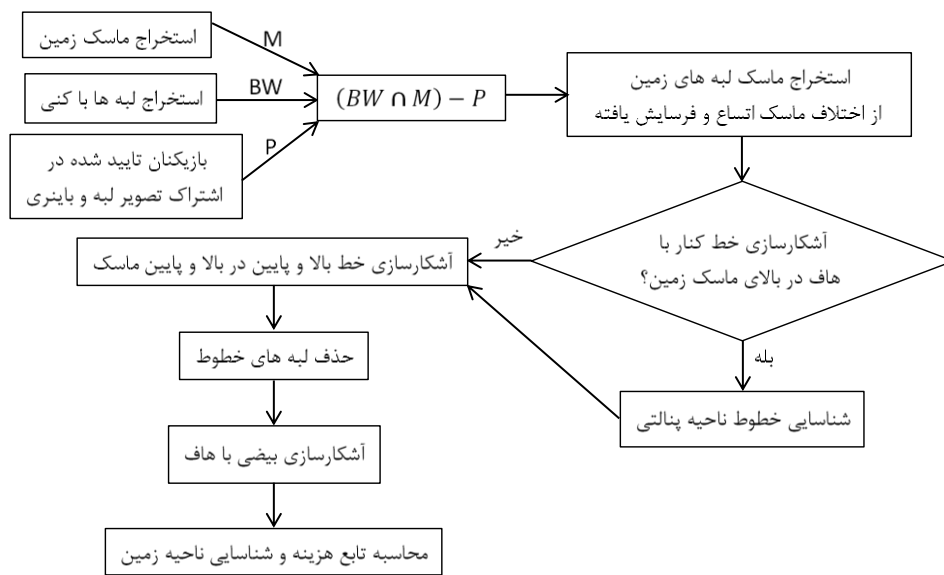 استخراج ماسک زمین
M
استخراج لبه ها با کنی
BW
بازیکنان تایید شده در
اشتراک تصویر لبه و باینری
P
(BW ∩ M) − P
استخراج ماسک لبه های زمین
از اختلاف ماسک اتساع و فرسایش یافته
آشکارسازی خط کنار با
هاف در بالای ماسک زمین؟
خیر
بله
شناسایی خطوط ناحیه پنالتی
آشکارسازی خط بالا و پایین در بالا و پایین ماسک
حذف لبه های خطوط
آشکارسازی بیضی با هاف
محاسبه تابع هزینه و شناسایی ناحیه زمین